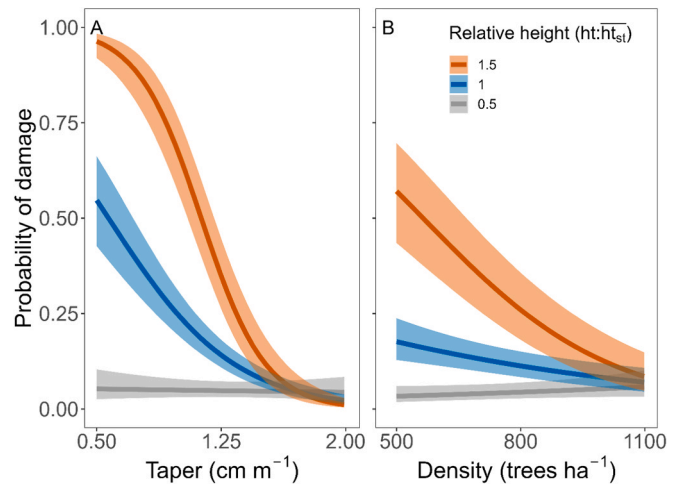 A
B
Relative height (ht:h̅t̅ₛₜ)
1.5
1
0.5
Probability of damage
1.00
0.75
0.50
0.25
0.00
0.50 1.25 2.00
500 800 1100
Taper (cm m⁻¹)
Density (trees ha⁻¹)